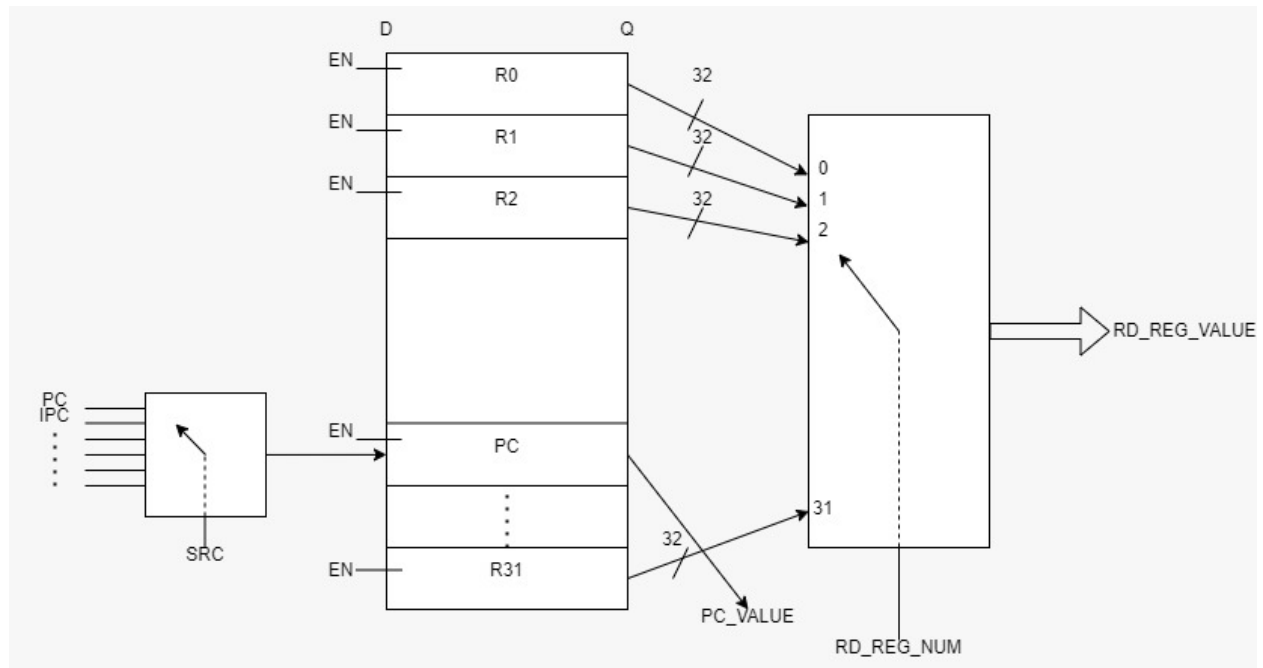 D
Q
EN
R0
32
EN
R1
32
0
EN
R2
32
1
2
RD_REG_VALUE
PC
IPC
EN
PC
31
SRC
32
EN
R31
PC_VALUE
RD_REG_NUM